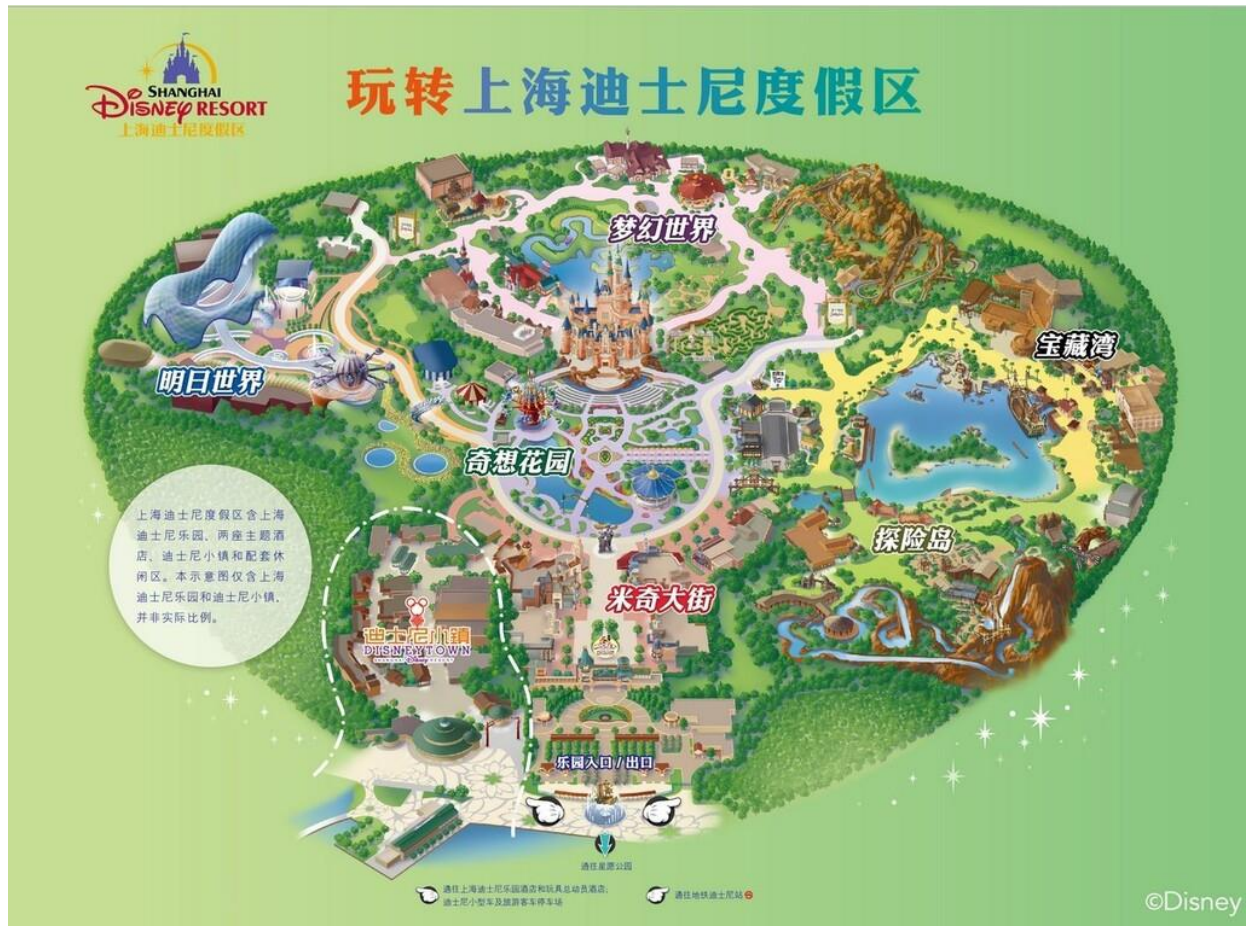 SHANGHAI
DISNEY RESORT
上海迪士尼度假区
玩转上海迪士尼度假区
梦幻世界
宝藏湾
明日世界
奇想花园
上海迪士尼度假区含上海
迪士尼乐园、两座主题酒
店、迪士尼小镇和配套休
闲区。本示意图仅含上海
迪士尼乐园和迪士尼小镇，
并非实际比例。
探险岛
米奇大街
迪士尼小鎮
DISNEYTOWN
SHANGHAI Disney RESORT
乐园入口/出口
通往星愿公园
通往上海迪士尼乐园酒店和玩具总动员酒店；
迪士尼小型车及旅游客车停车场
通往地铁迪士尼站
©Disney